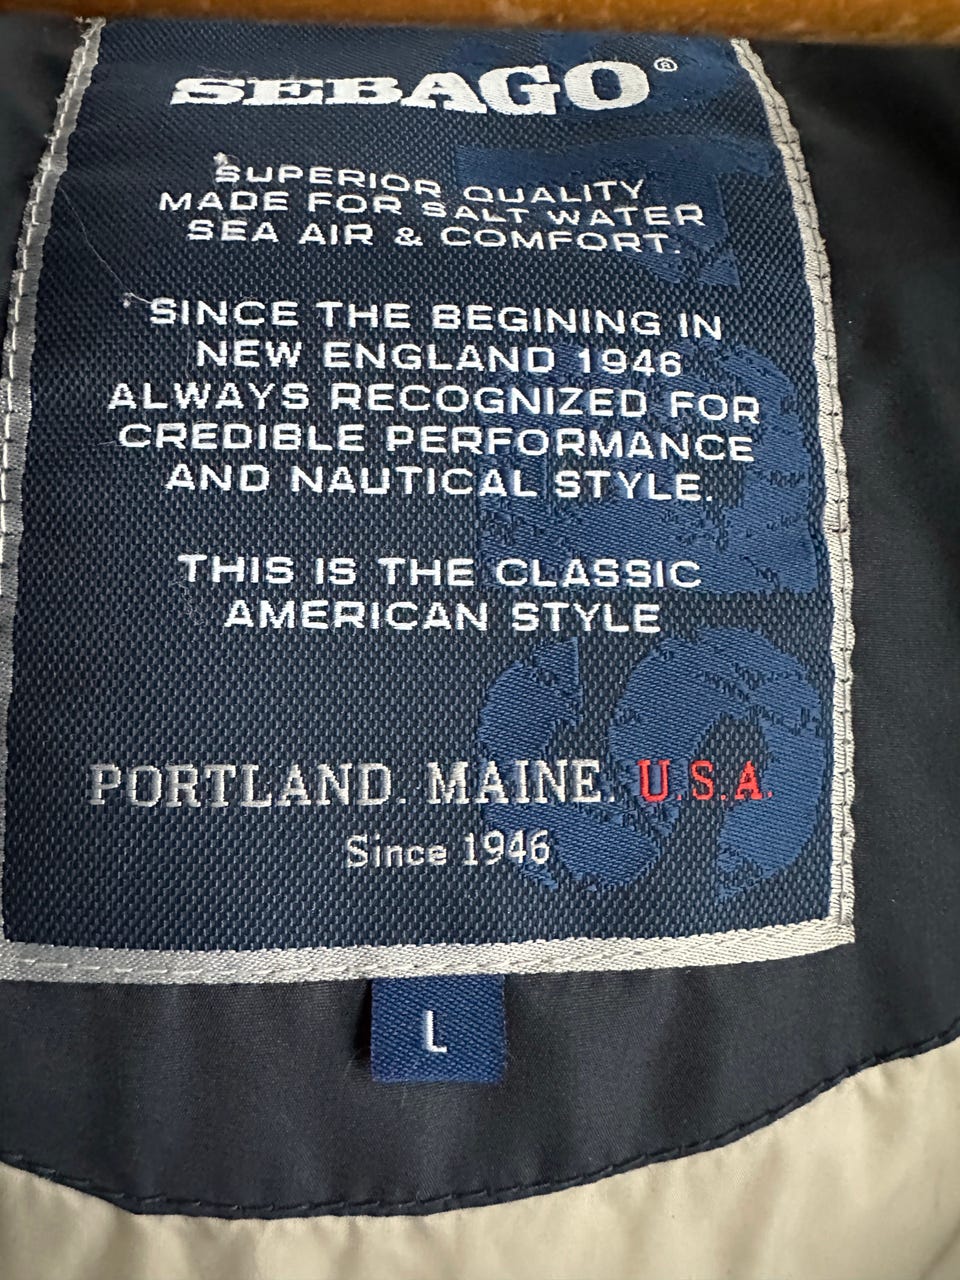 SEBAGO®
SUPERIOR QUALITY
MADE FOR SALT WATER
SEA AIR & COMFORT.
SINCE THE BEGINING IN
NEW ENGLAND 1946
ALWAYS RECOGNIZED FOR
CREDIBLE PERFORMANCE
AND NAUTICAL STYLE.
THIS IS THE CLASSIC
AMERICAN STYLE
PORTLAND. MAINE. U.S.A.
Since 1946
L